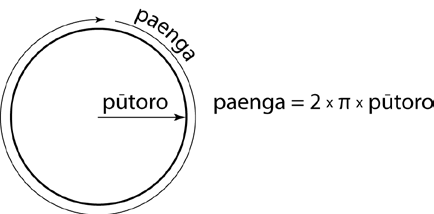 paenga
pūtoro
paenga = 2 x π x pūtoro